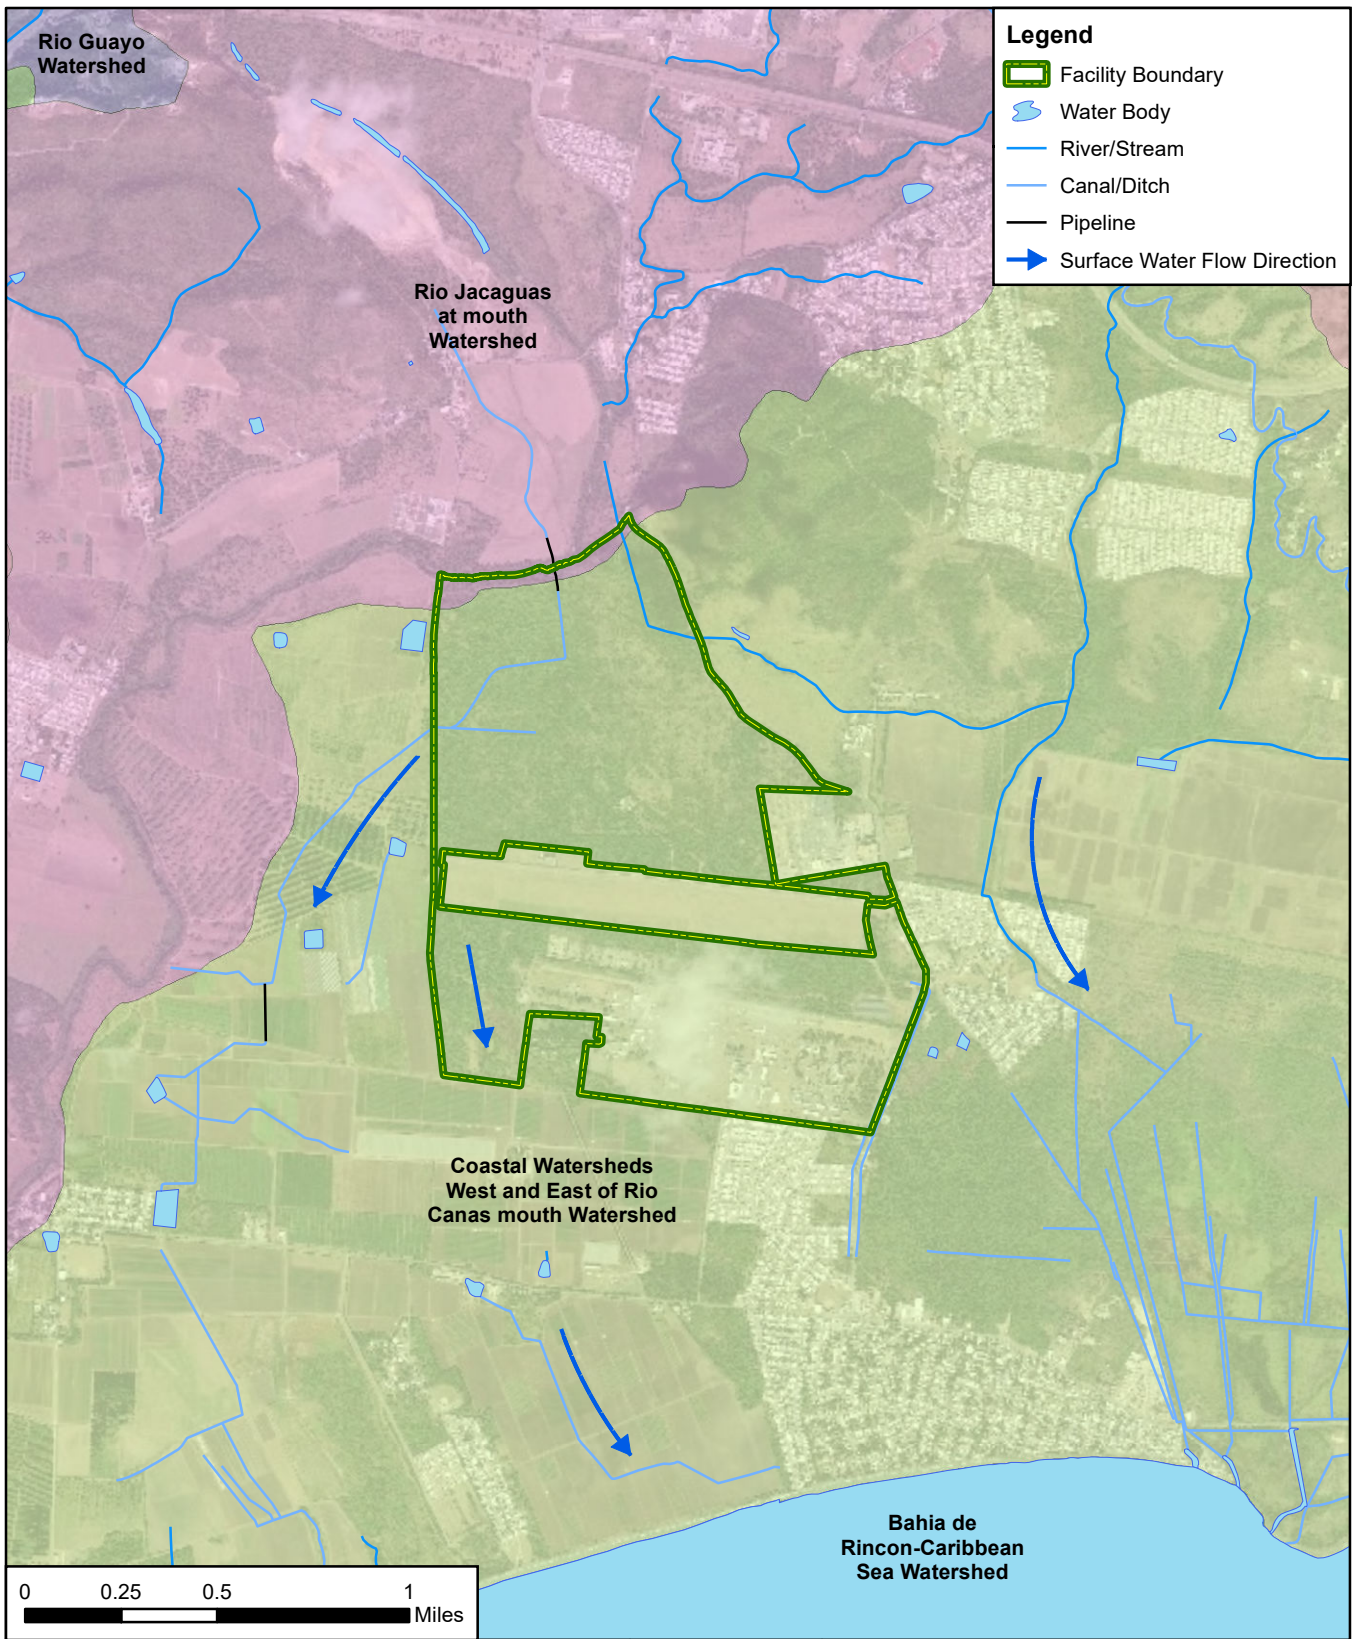 Rio Guayo
Watershed
Legend
Facility Boundary
Water Body
River/Stream
Canal/Ditch
Pipeline
Surface Water Flow Direction
Rio Jacaguas
at mouth
Watershed
Coastal Watersheds
West and East of Rio
Canas mouth Watershed
Bahia de
Rincon-Caribbean
Sea Watershed
0 0.25 0.5 1
Miles